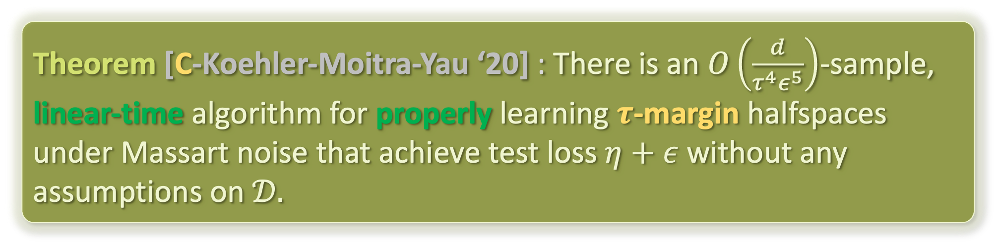 Theorem [C-Koehler-Moitra-Yau ‘20] : There is an $O\left(\frac{d}{\tau^4 \epsilon^5}\right)$-sample,
linear-time algorithm for properly learning $\boldsymbol{\tau}$-margin halfspaces
under Massart noise that achieve test loss $\eta + \epsilon$ without any
assumptions on $\mathcal{D}$.